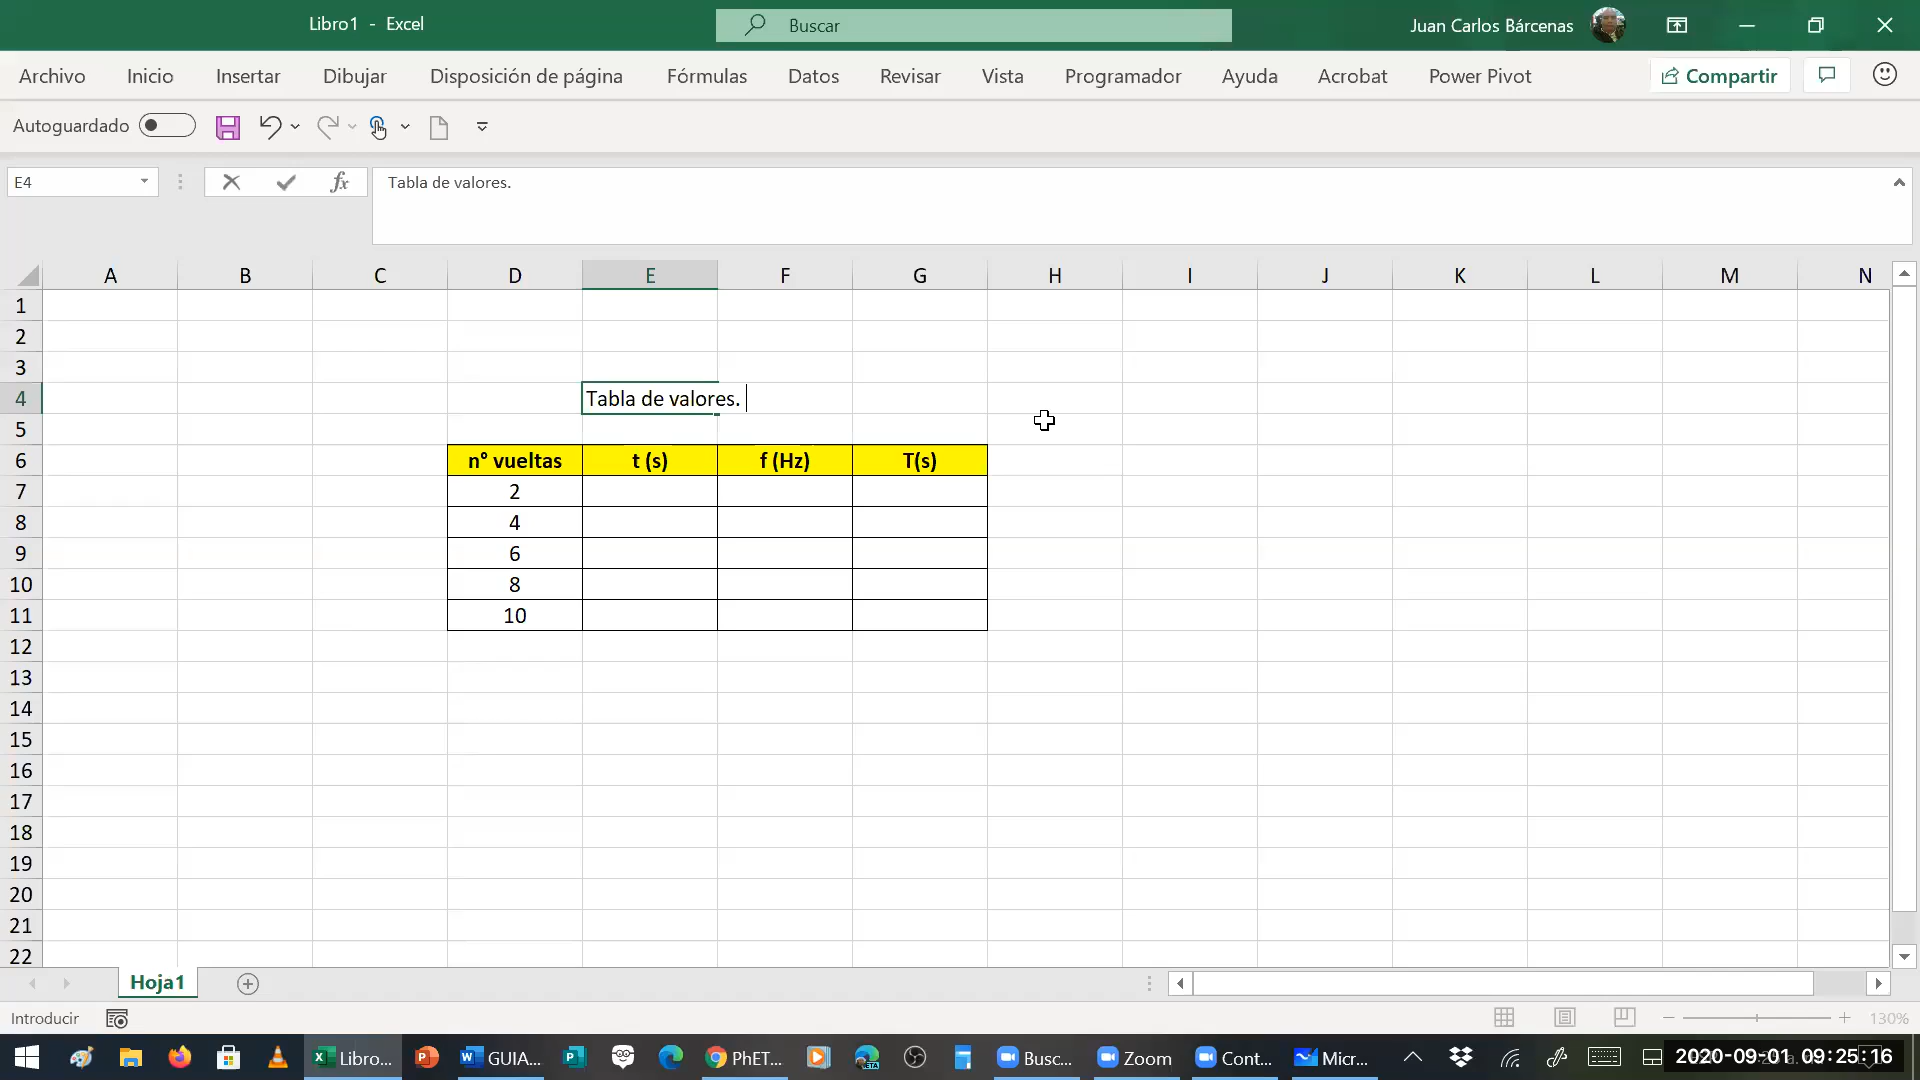 Libro1 - Excel
Buscar
Juan Carlos Bárcenas
Archivo Inicio Insertar Dibujar Disposición de página Fórmulas Datos Revisar Vista Programador Ayuda Acrobat Power Pivot Compartir
Autoguardado
E4 fx Tabla de valores.
A B C D E F G H I J K L M N
1
2
3
4 Tabla de valores.
5
6 n° vueltas t (s) f (Hz) T(s)
7 2
8 4
9 6
10 8
11 10
12
13
14
15
16
17
18
19
20
21
22
Hoja1
Introducir 130%
Libro... GUIA... PhET... BETA Busc... Zoom Cont... Micr... 2020-09-01 09:25:16